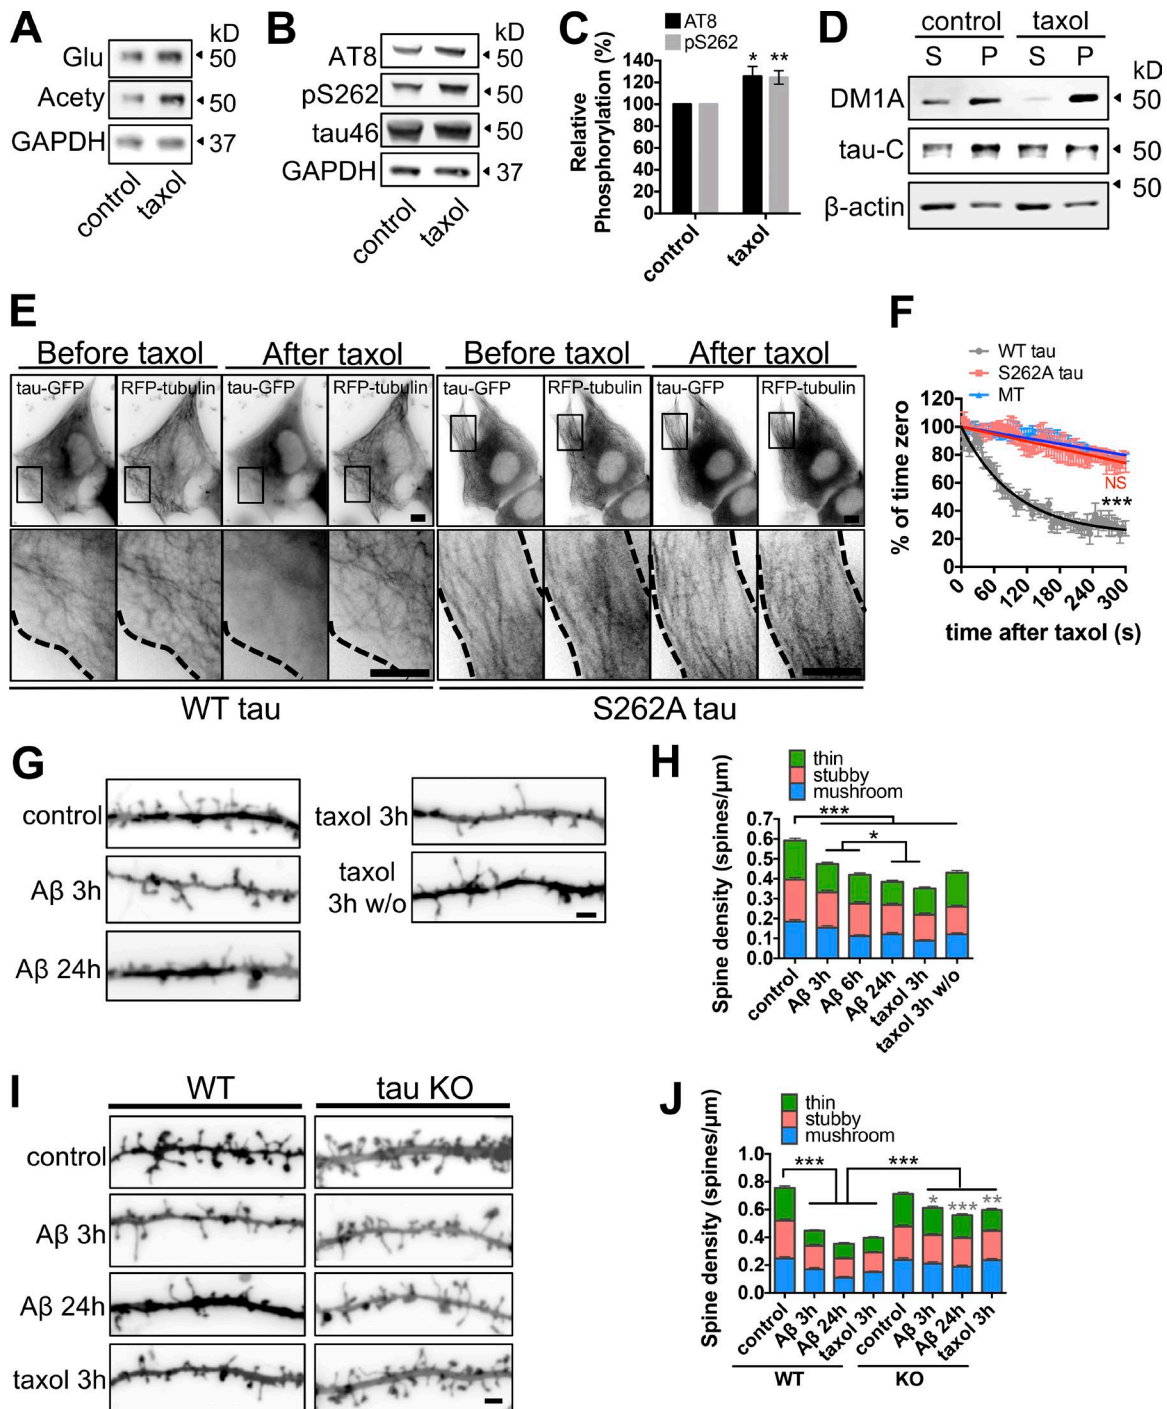 A
kD
Glu
50
Acety
50
GAPDH
37
control
taxol
B
kD
AT8
50
pS262
50
tau46
50
GAPDH
37
control
taxol
C
AT8
pS262
Relative
Phosphorylation (%)
140
120
100
80
60
40
20
0
*
**
control
taxol
D
control
taxol
S
P
S
P
kD
DM1A
50
tau-C
50
50
β-actin
E
Before taxol
After taxol
Before taxol
After taxol
tau-GFP
RFP-tubulin
tau-GFP
RFP-tubulin
tau-GFP
RFP-tubulin
tau-GFP
RFP-tubulin
WT tau
S262A tau
F
WT tau
S262A tau
MT
% of time zero
120
100
80
60
40
20
0
NS
***
0
60
120
180
240
300
time after taxol (s)
G
control
Aβ 3h
Aβ 24h
taxol 3h
taxol
3h w/o
H
thin
stubby
mushroom
Spine density (spines/μm)
0.7
0.6
0.5
0.4
0.3
0.2
0.1
0.0
***
*
control
Aβ 3h
Aβ 6h
Aβ 24h
taxol 3h
taxol 3h w/o
I
WT
tau KO
control
Aβ 3h
Aβ 24h
taxol 3h
J
thin
stubby
mushroom
Spine density (spines/μm)
1.0
0.8
0.6
0.4
0.2
0.0
***
***
*
***
**
control
Aβ 3h
Aβ 24h
taxol 3h
control
Aβ 3h
Aβ 24h
taxol 3h
WT
KO